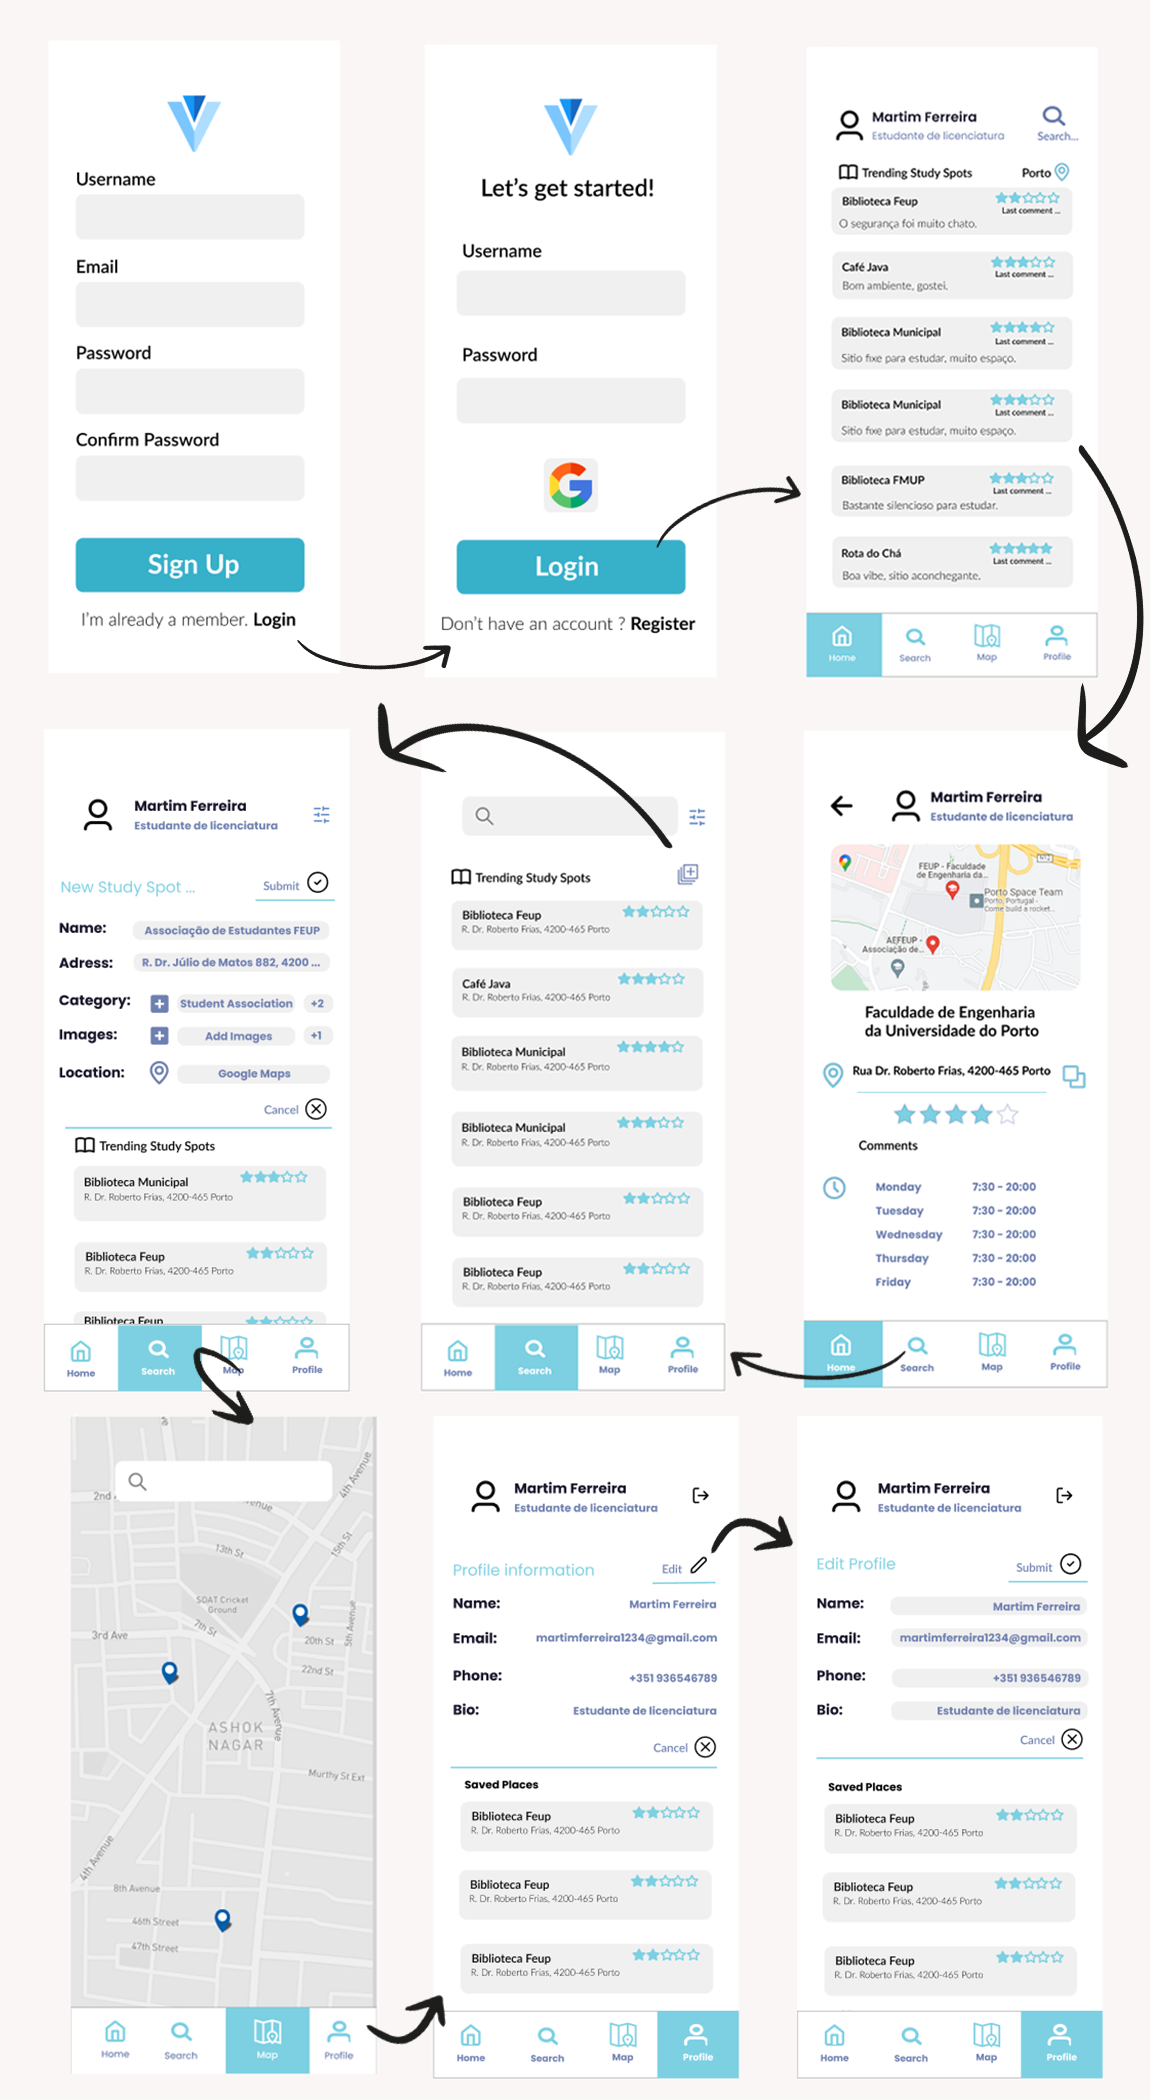 Username
Email
Password
Confirm Password
Sign Up
I'm already a member. Login
Let's get started!
Username
Password
Login
Don't have an account ? Register
Martim Ferreira
Estudante de licenciatura
Search...
Trending Study Spots
Porto
Biblioteca Feup
Last comment ...
O segurança foi muito chato.
Café Java
Last comment ...
Bom ambiente, gostei.
Biblioteca Municipal
Last comment ...
Sitio fixe para estudar, muito espaço.
Biblioteca Municipal
Last comment ...
Sitio fixe para estudar, muito espaço.
Biblioteca FMUP
Last comment ...
Bastante silencioso para estudar.
Rota do Chá
Last comment ...
Boa vibe, sitio aconchegante.
Home Search Map Profile
Martim Ferreira
Estudante de licenciatura
New Study Spot ...
Submit
Name: Associação de Estudantes FEUP
Adress: R. Dr. Júlio de Matos 882, 4200 ...
Category: Student Association +2
Images: Add Images +1
Location: Google Maps
Cancel
Trending Study Spots
Biblioteca Municipal
R. Dr. Roberto Frias, 4200-465 Porto
Biblioteca Feup
R. Dr. Roberto Frias, 4200-465 Porto
Biblioteca Feup
Home Search Map Profile
Trending Study Spots
Biblioteca Feup
R. Dr. Roberto Frias, 4200-465 Porto
Café Java
R. Dr. Roberto Frias, 4200-465 Porto
Biblioteca Municipal
R. Dr. Roberto Frias, 4200-465 Porto
Biblioteca Municipal
R. Dr. Roberto Frias, 4200-465 Porto
Biblioteca Feup
R. Dr. Roberto Frias, 4200-465 Porto
Biblioteca Feup
R. Dr. Roberto Frias, 4200-465 Porto
Home Search Map Profile
Martim Ferreira
Estudante de licenciatura
FEUP - Faculdade
de Engenharia da...
Porto Space Team
Porto, Portugal -
Come build a rocket...
AEFEUP -
Associação de...
Faculdade de Engenharia
da Universidade do Porto
Rua Dr. Roberto Frias, 4200-465 Porto
Comments
Monday 7:30 - 20:00
Tuesday 7:30 - 20:00
Wednesday 7:30 - 20:00
Thursday 7:30 - 20:00
Friday 7:30 - 20:00
Home Search Map Profile
4th Avenue
2nd
enue
13th St
15th St
SDAT Cricket
Ground
7th St
3rd Ave
5th Avenue
20th St
22nd St
7th Avenue
ASHOK
NAGAR
Murthy St Ext
4th Avenue
8th Avenue
46th Street
47th Street
Home Search Map Profile
Martim Ferreira
Estudante de licenciatura
Profile information
Edit
Name: Martim Ferreira
Email: martimferreira1234@gmail.com
Phone: +351 936546789
Bio: Estudante de licenciatura
Cancel
Saved Places
Biblioteca Feup
R. Dr. Roberto Frias, 4200-465 Porto
Biblioteca Feup
R. Dr. Roberto Frias, 4200-465 Porto
Biblioteca Feup
R. Dr. Roberto Frias, 4200-465 Porto
Home Search Map Profile
Martim Ferreira
Estudante de licenciatura
Edit Profile
Submit
Name: Martim Ferreira
Email: martimferreira1234@gmail.com
Phone: +351 936546789
Bio: Estudante de licenciatura
Cancel
Saved Places
Biblioteca Feup
R. Dr. Roberto Frias, 4200-465 Porto
Biblioteca Feup
R. Dr. Roberto Frias, 4200-465 Porto
Biblioteca Feup
R. Dr. Roberto Frias, 4200-465 Porto
Home Search Map Profile